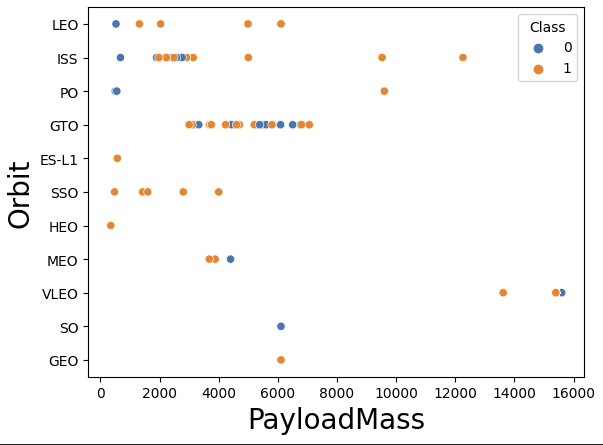 Class
0
1
LEO
ISS
PO
GTO
ES-L1
SSO
HEO
MEO
VLEO
SO
GEO
Orbit
0 2000 4000 6000 8000 10000 12000 14000 16000
PayloadMass